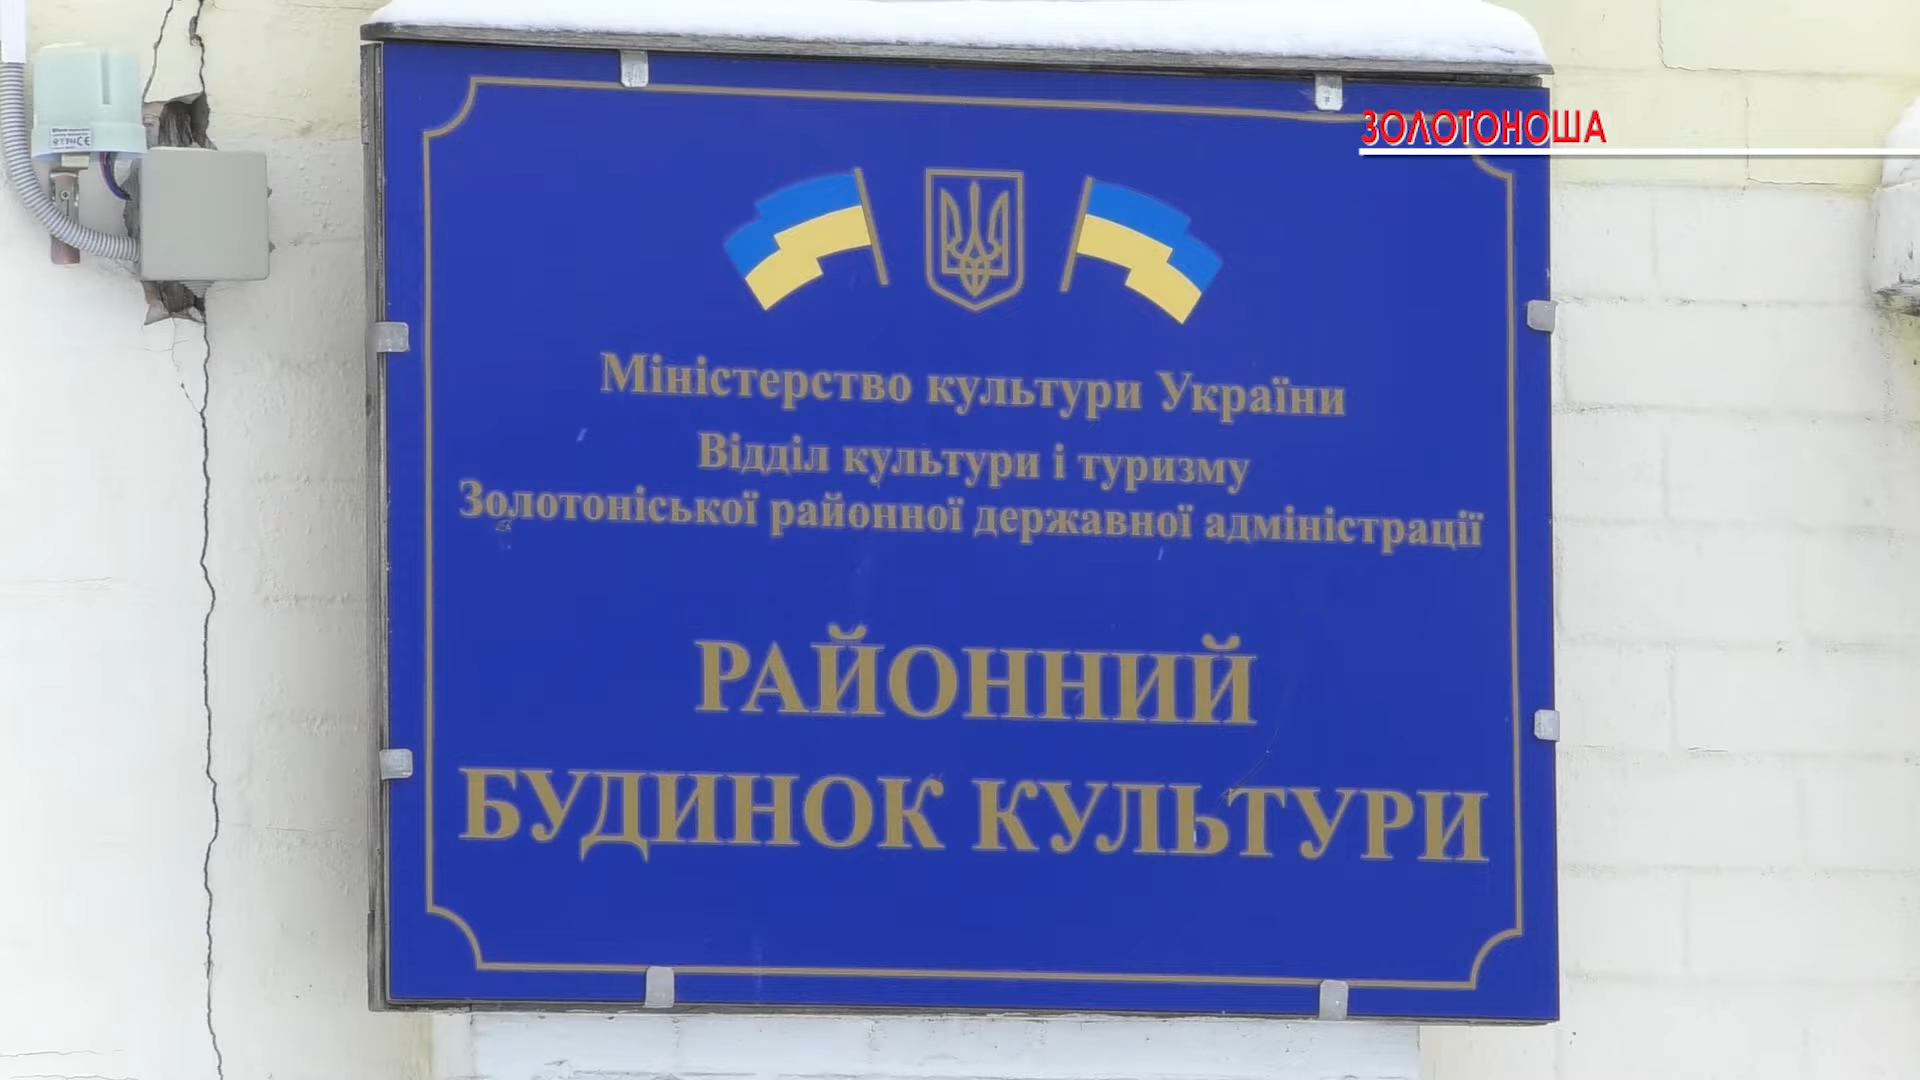 ЗОЛОТОНОША
Міністерство культури України
Відділ культури і туризму
Золотоніської районної державної адміністрації
РАЙОННИЙ
БУДИНОК КУЛЬТУРИ